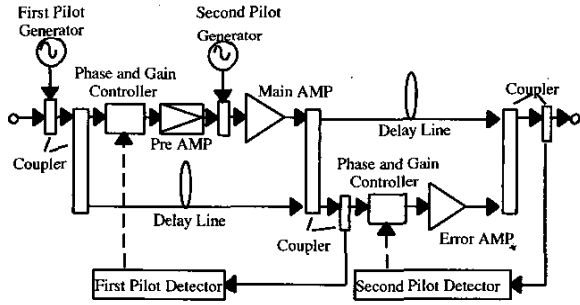 First Pilot
Generator
Second Pilot
Generator
Phase and Gain
Controller
Main AMP
Coupler
Pre AMP
Delay Line
Coupler
Phase and Gain
Controller
Delay Line
Coupler
Error AMP
First Pilot Detector
Second Pilot Detector